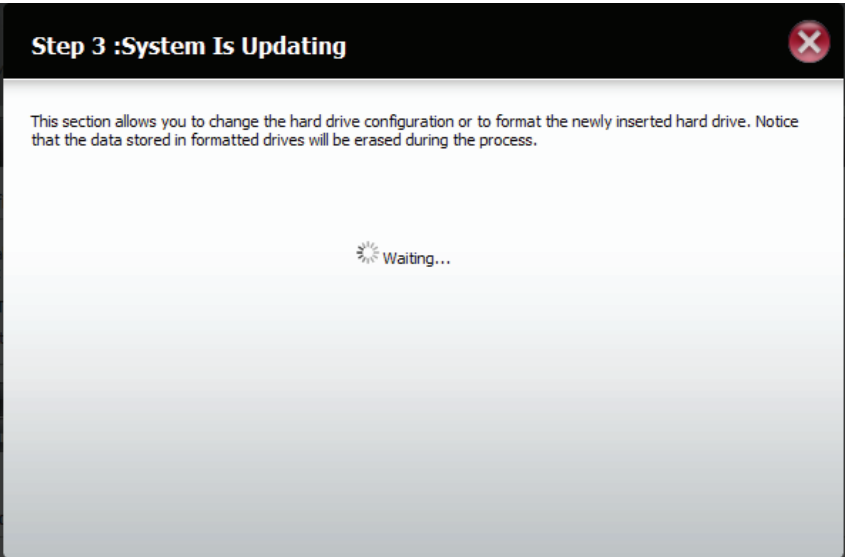 Step 3 :System Is Updating
This section allows you to change the hard drive configuration or to format the newly inserted hard drive. Notice
that the data stored in formatted drives will be erased during the process.
Waiting...